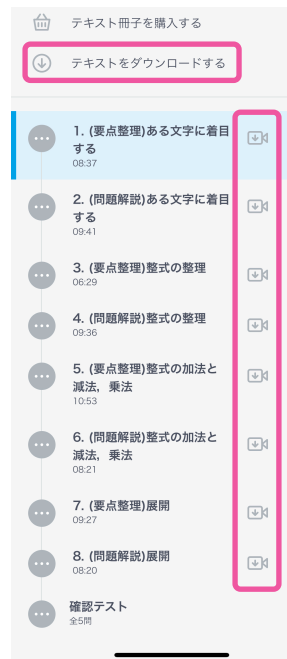 テキスト冊子を購入する
テキストをダウンロードする
1. (要点整理)ある文字に着目
する
08:37
2. (問題解説)ある文字に着目
する
09:41
3. (要点整理)整式の整理
06:29
4. (問題解説)整式の整理
09:36
5. (要点整理)整式の加法と
減法，乗法
10:53
6. (問題解説)整式の加法と
減法，乗法
08:21
7. (要点整理)展開
09:27
8. (問題解説)展開
08:20
確認テスト
全5問